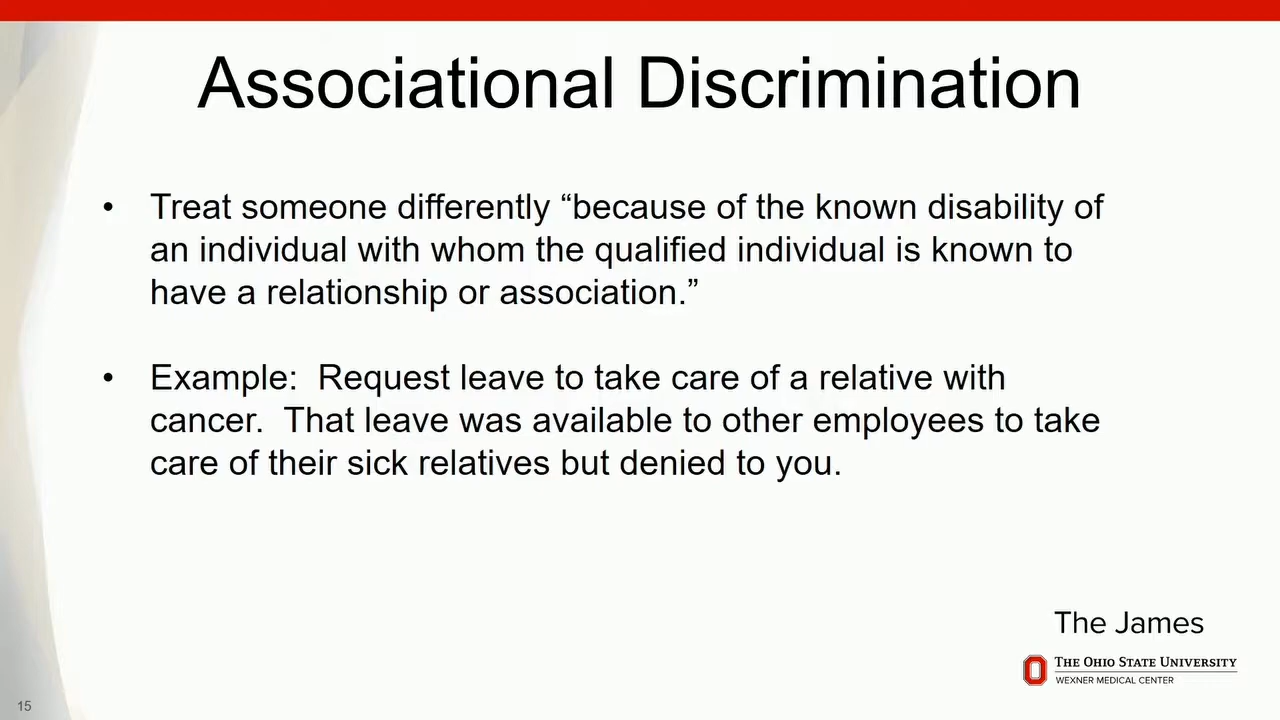 Associational Discrimination
• Treat someone differently “because of the known disability of
an individual with whom the qualified individual is known to
have a relationship or association.”
• Example:  Request leave to take care of a relative with
cancer.  That leave was available to other employees to take
care of their sick relatives but denied to you.
The James
THE OHIO STATE UNIVERSITY
WEXNER MEDICAL CENTER
15